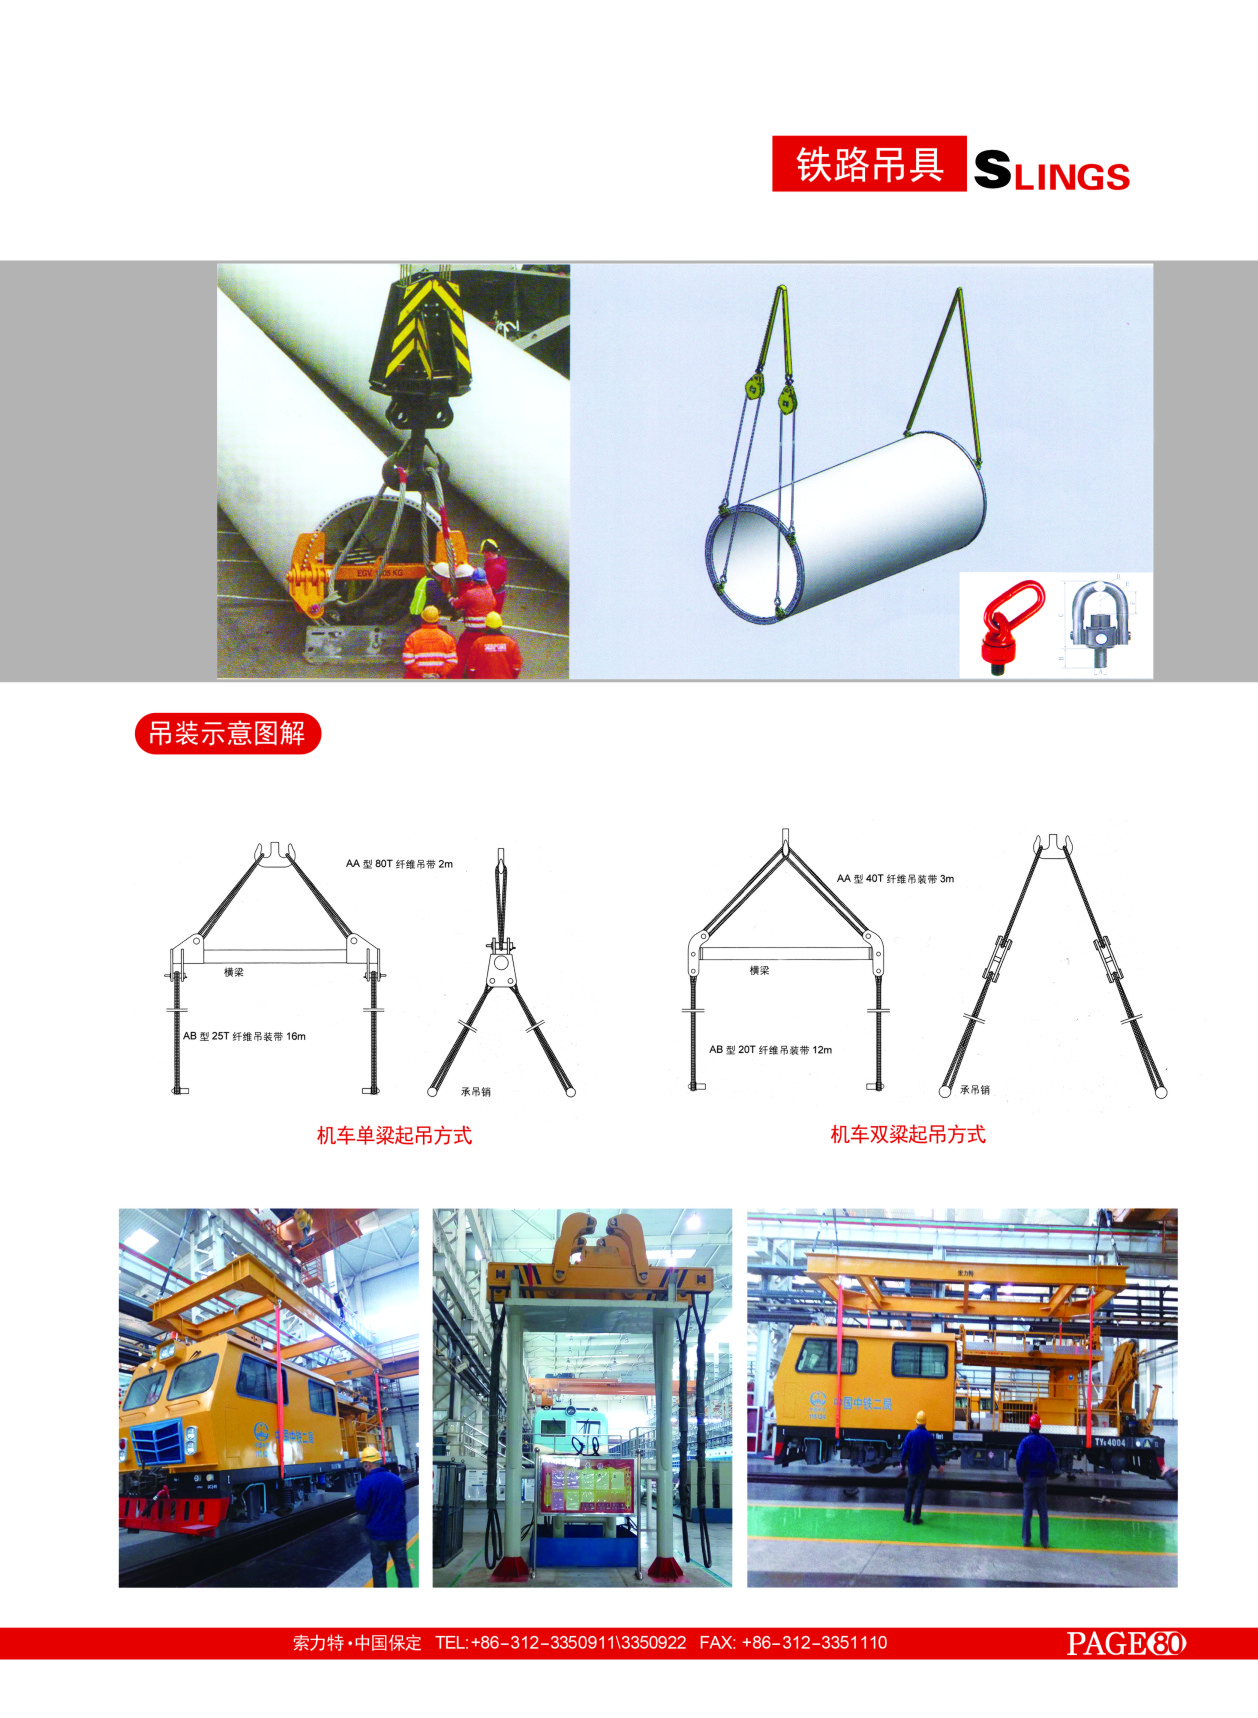 铁路吊具 SLINGS
吊装示意图解
AA 型 80T 纤维吊带 2m
横梁
AB 型 25T 纤维吊装带 16m
承吊销
机车单梁起吊方式
AA 型 40T 纤维吊装带 3m
横梁
AB 型 20T 纤维吊装带 12m
承吊销
机车双梁起吊方式
中国中铁二局
索力特
中国中铁二局
4004
索力特·中国保定 TEL:+86-312-3350911\3350922 FAX: +86-312-3351110
PAGE 80